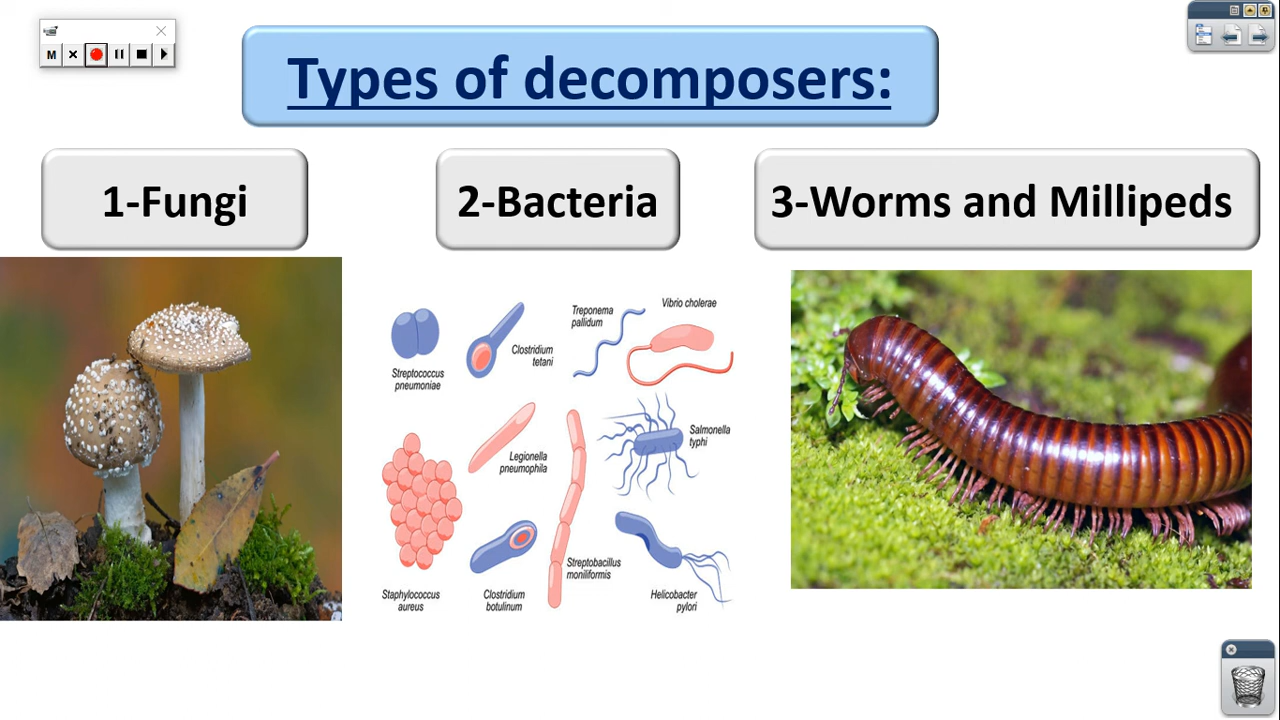 M
Types of decomposers:
1-Fungi
2-Bacteria
3-Worms and Millipeds
Streptococcus
pneumoniae
Clostridium
tetani
Treponema
pallidum
Vibrio cholerae
Legionella
pneumophila
Salmonella
typhi
Staphylococcus
aureus
Clostridium
botulinum
Streptobacillus
moniliformis
Helicobacter
pylori